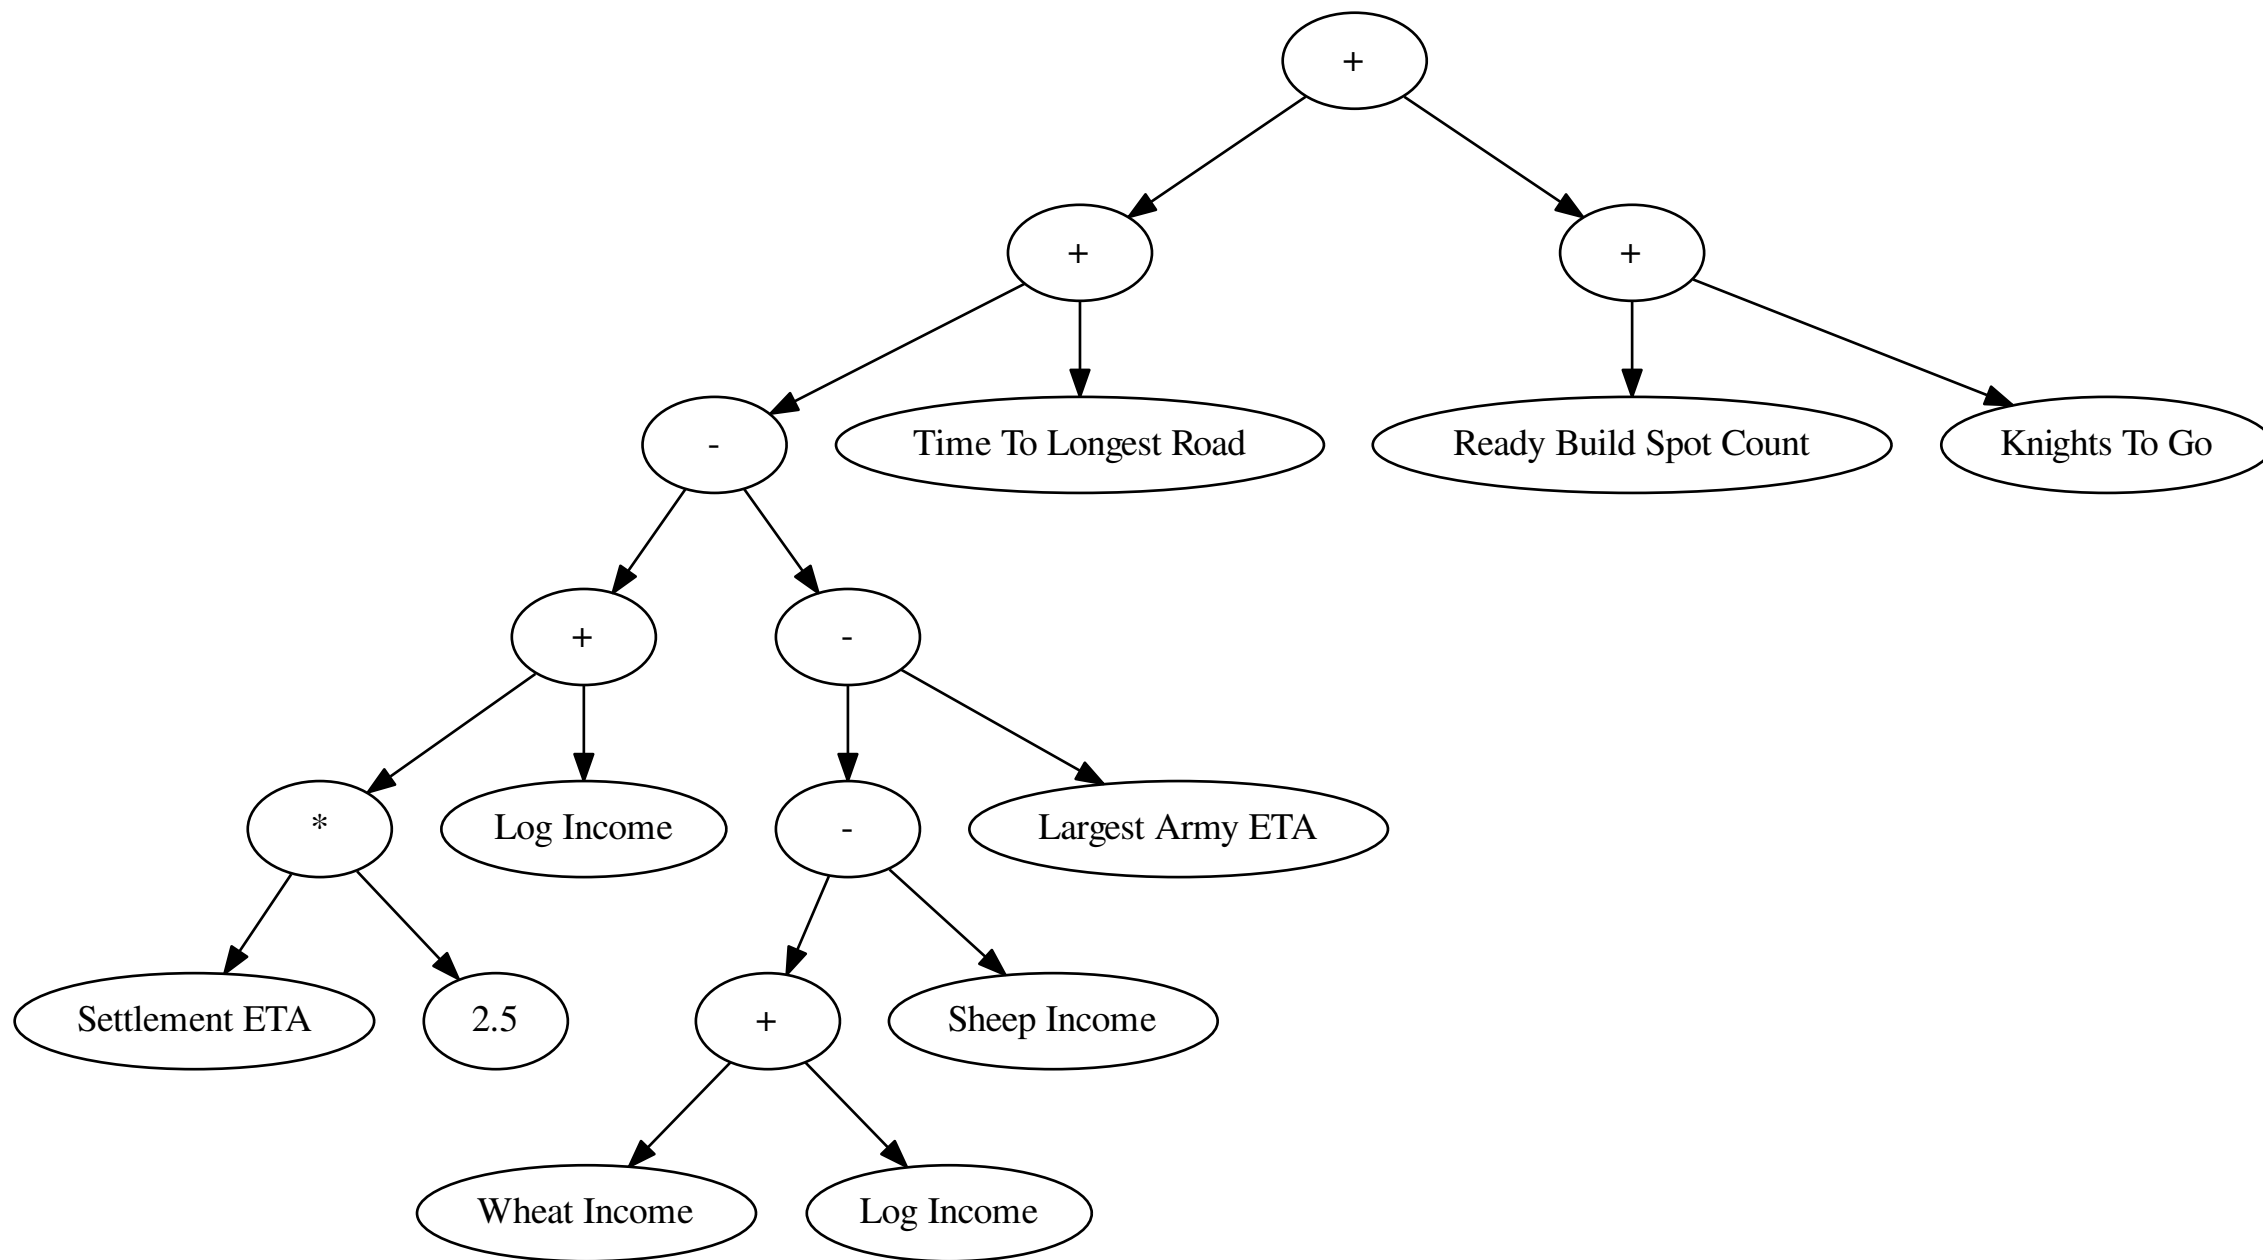 +
+
+
-
Time To Longest Road
Ready Build Spot Count
Knights To Go
+
-
*
Log Income
-
Largest Army ETA
Settlement ETA
2.5
+
Sheep Income
Wheat Income
Log Income